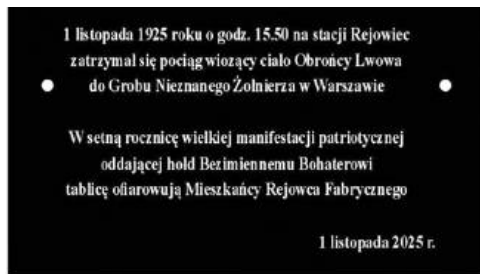 1 listopada 1925 roku o godz. 15.50 na stacji Rejowiec
zatrzymał się pociąg wiozący ciało Obrońcy Lwowa
do Grobu Nieznanego Żołnierza w Warszawie
W setną rocznicę wielkiej manifestacji patriotycznej
oddającej hołd Bezimiennemu Bohaterowi
tablicę ofiarowują Mieszkańcy Rejowca Fabrycznego
1 listopada 2025 r.